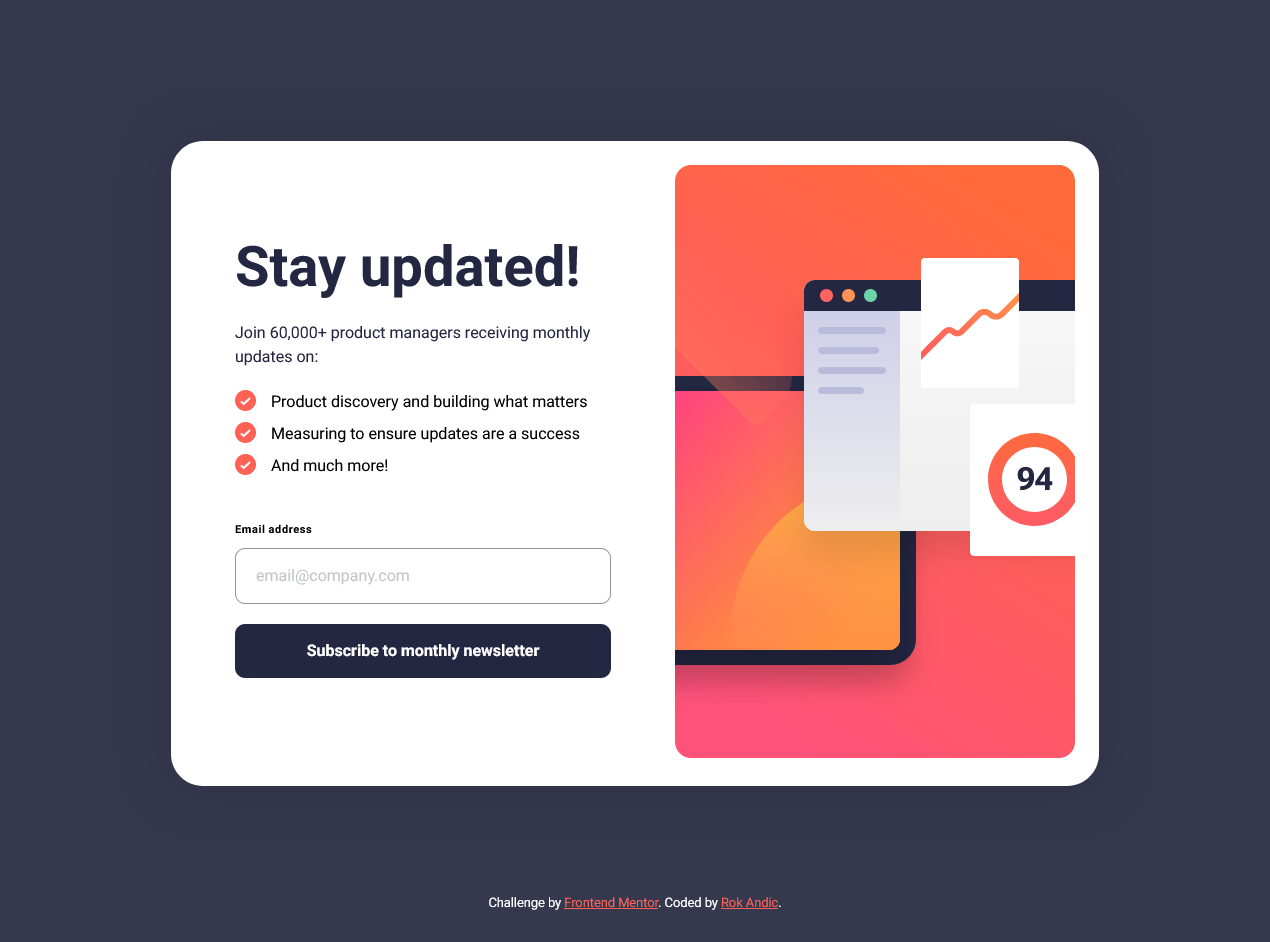 Stay updated!
Join 60,000+ product managers receiving monthly
updates on:
Product discovery and building what matters
Measuring to ensure updates are a success
And much more!
Email address
email@company.com
Subscribe to monthly newsletter
94
Challenge by Frontend Mentor. Coded by Rok Andic.